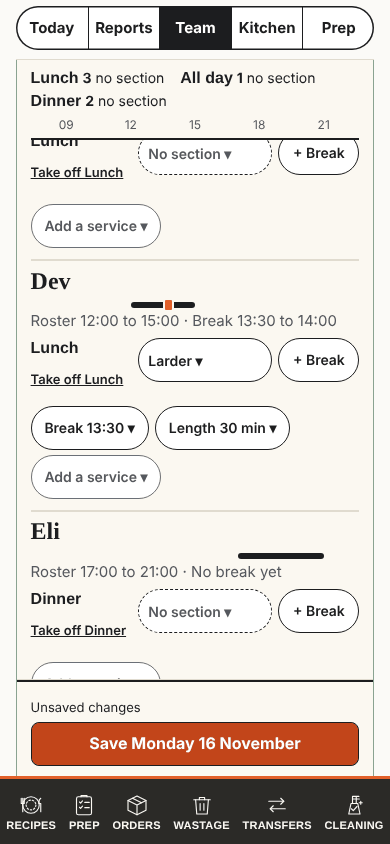 Today Reports Team Kitchen Prep
Lunch 3 no section All day 1 no section
Dinner 2 no section
09 12 15 18 21
Lunch No section ▾ + Break
Take off Lunch
Add a service ▾
Dev
Roster 12:00 to 15:00 · Break 13:30 to 14:00
Lunch Larder ▾ + Break
Take off Lunch
Break 13:30 ▾ Length 30 min ▾
Add a service ▾
Eli
Roster 17:00 to 21:00 · No break yet
Dinner No section ▾ + Break
Take off Dinner
Unsaved changes
Save Monday 16 November
RECIPES PREP ORDERS WASTAGE TRANSFERS CLEANING